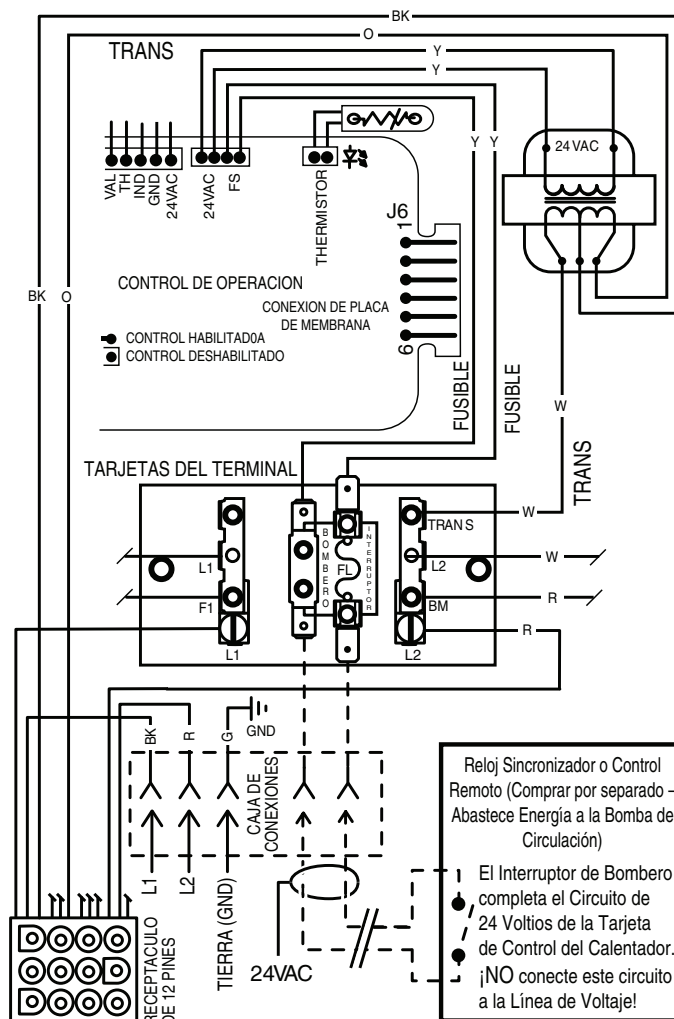 BK
O
TRANS
Y
Y
Y
Y
24VAC
VAL
TH
IND
GND
24VAC
24VAC
FS
THERMISTOR
J6
1
6
CONTROL DE OPERACION
CONEXION DE PLACA
DE MEMBRANA
BK
O
CONTROL HABILITAD0A
CONTROL DESHABILITADO
FUSIBLE
FUSIBLE
W
TRANS
TARJETAS DEL TERMINAL
L1
F1
L1
BOMBERO
FL
INTERRUPTOR
TRANS
L2
BM
L2
W
W
R
R
BK
R
G
GND
CAJA DE
CONEXIONES
L1
L2
TIERRA (GND)
24VAC
RECEPTACULO
DE 12 PINES
Reloj Sincronizador o Control
Remoto (Comprar por separado –
Abastece Energía a la Bomba de
Circulación)
El Interruptor de Bombero
completa el Circuito de
24 Voltios de la Tarjeta
de Control del Calentador.
¡NO conecte este circuito
a la Línea de Voltaje!